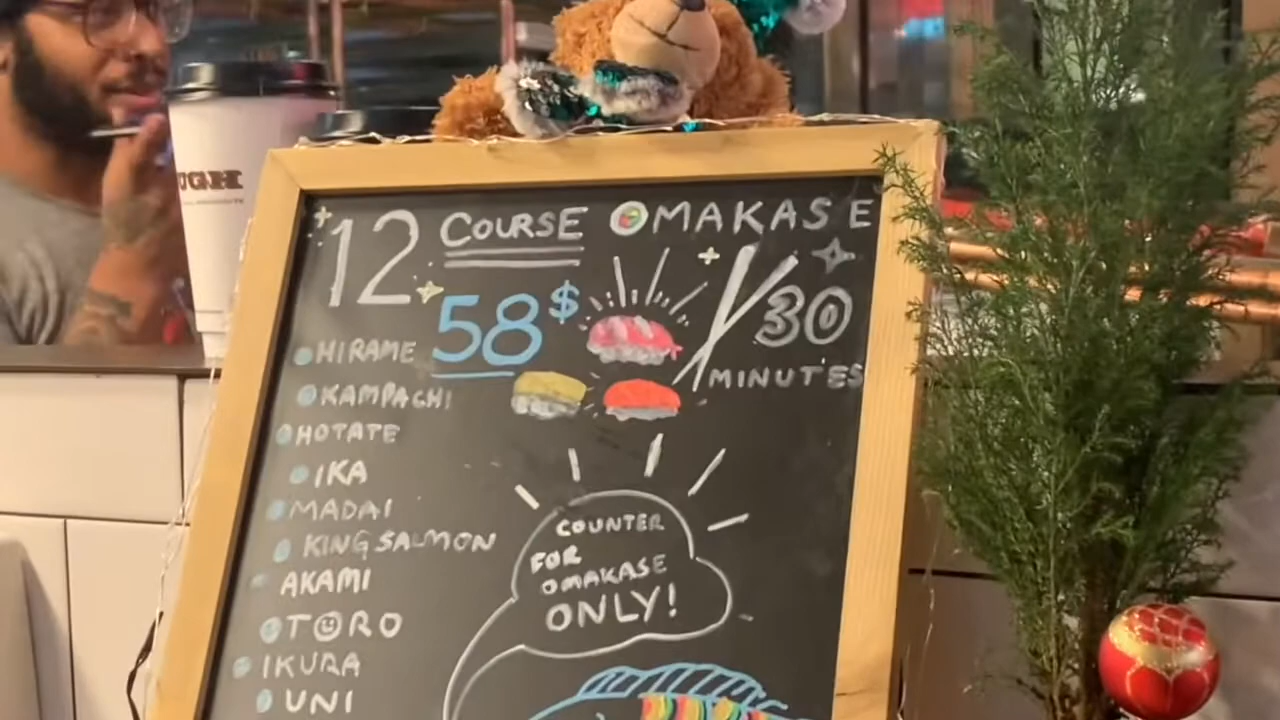 UGH
12 COURSE OMAKASE
58$ / 30
MINUTES
HIRAME
KAMPACHI
HOTATE
IKA
MADAI
KING SALMON
AKAMI
TORO
IKURA
UNI
COUNTER
FOR
OMAKASE
ONLY!